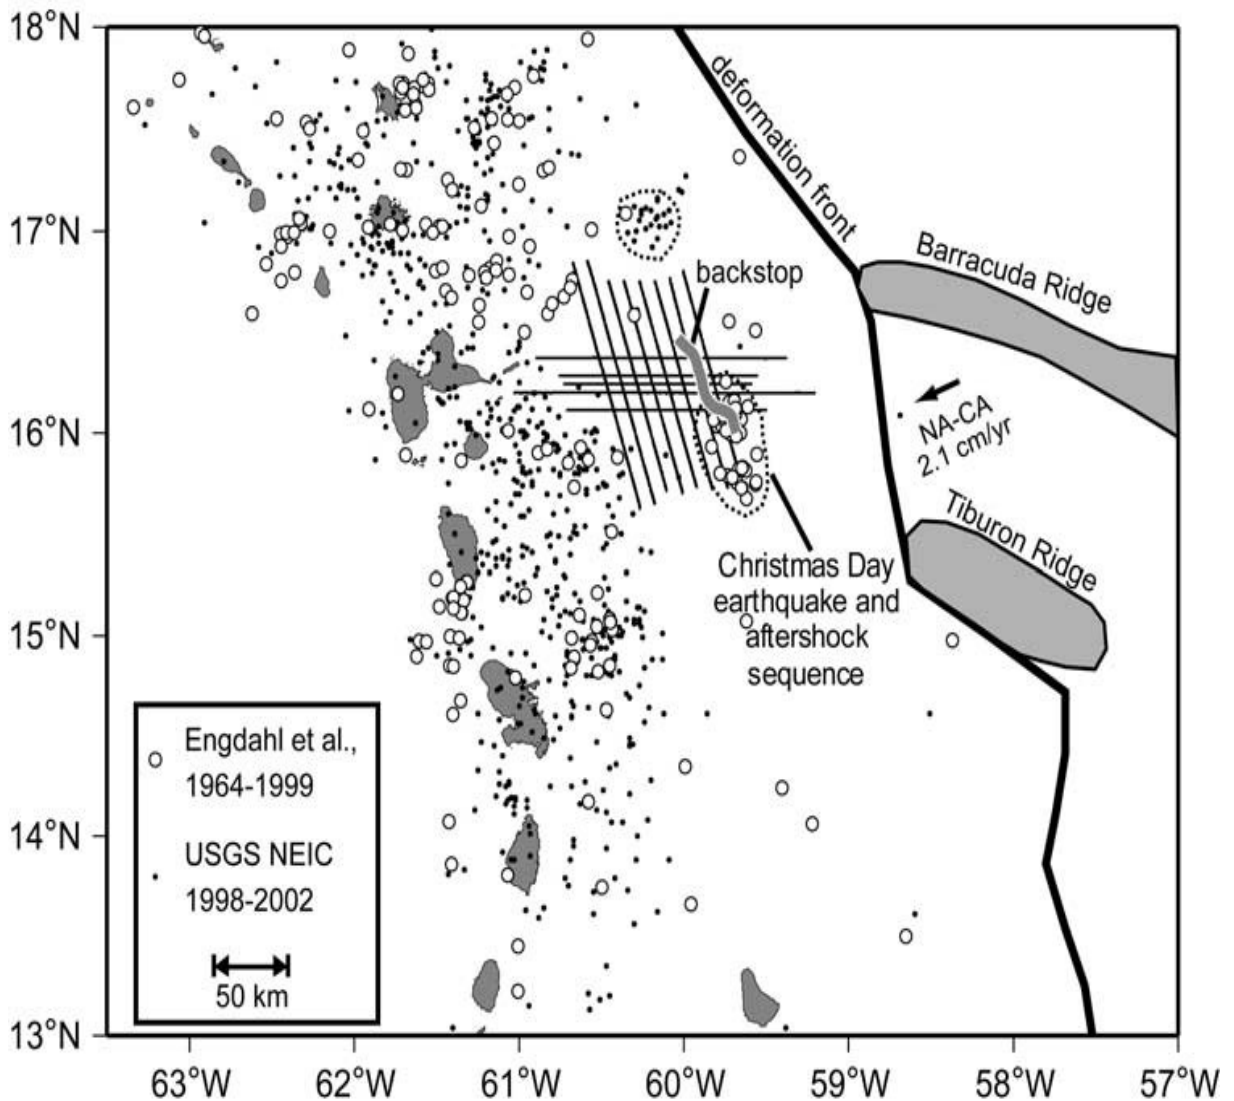 18°N
17°N
16°N
15°N
14°N
13°N
63°W
62°W
61°W
60°W
59°W
58°W
57°W
deformation front
Barracuda Ridge
backstop
NA-CA
2.1 cm/yr
Tiburon Ridge
Christmas Day
earthquake and
aftershock
sequence
Engdahl et al.,
1964-1999
USGS NEIC
1998-2002
50 km